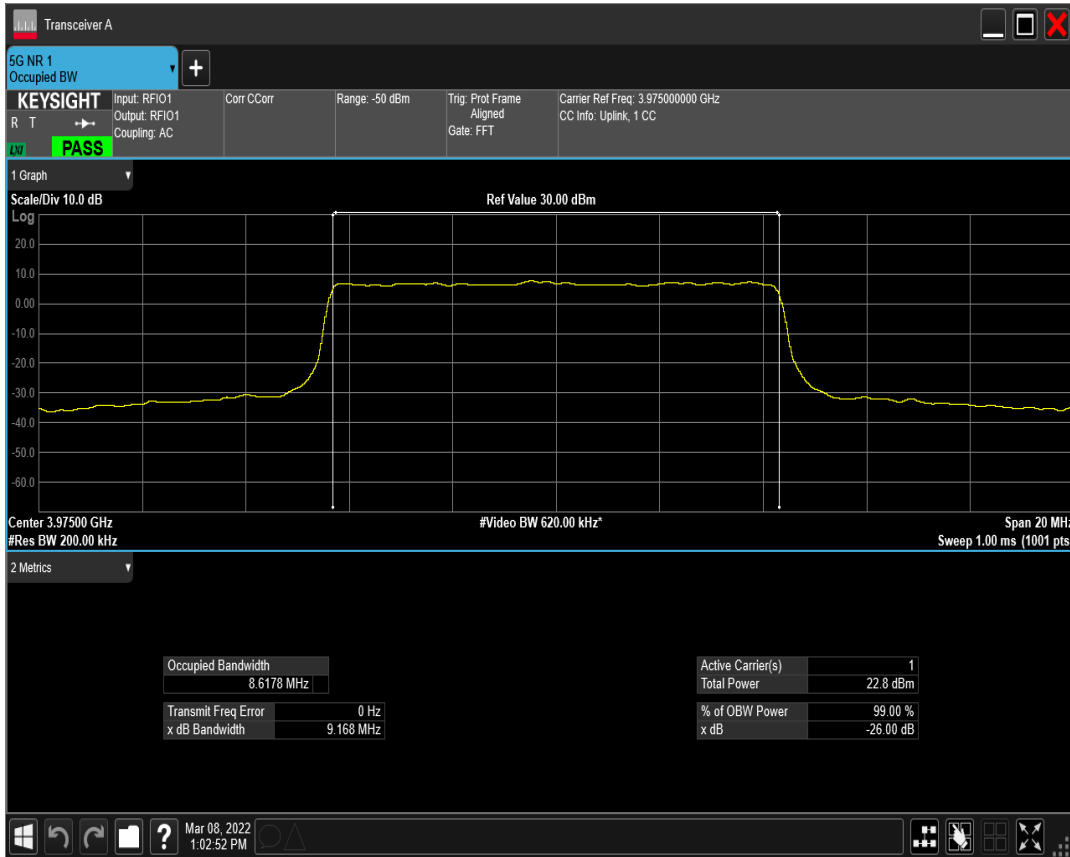 Transceiver A
5G NR 1
Occupied BW
+
KEYSIGHT
R T
LXI
PASS
Input: RFIO1
Output: RFIO1
Coupling: AC
Corr CCorr
Range: -50 dBm
Trig: Prot Frame
Aligned
Gate: FFT
Carrier Ref Freq: 3.975000000 GHz
CC Info: Uplink, 1 CC
1 Graph
Scale/Div 10.0 dB
Ref Value 30.00 dBm
Log
20.0
10.0
0.00
-10.0
-20.0
-30.0
-40.0
-50.0
-60.0
Center 3.97500 GHz
#Video BW 620.00 kHz*
Span 20 MHz
#Res BW 200.00 kHz
Sweep 1.00 ms (1001 pts
2 Metrics
Occupied Bandwidth
8.6178 MHz
Transmit Freq Error 0 Hz
x dB Bandwidth 9.168 MHz
Active Carrier(s) 1
Total Power 22.8 dBm
% of OBW Power 99.00 %
x dB -26.00 dB
?
Mar 08, 2022
1:02:52 PM